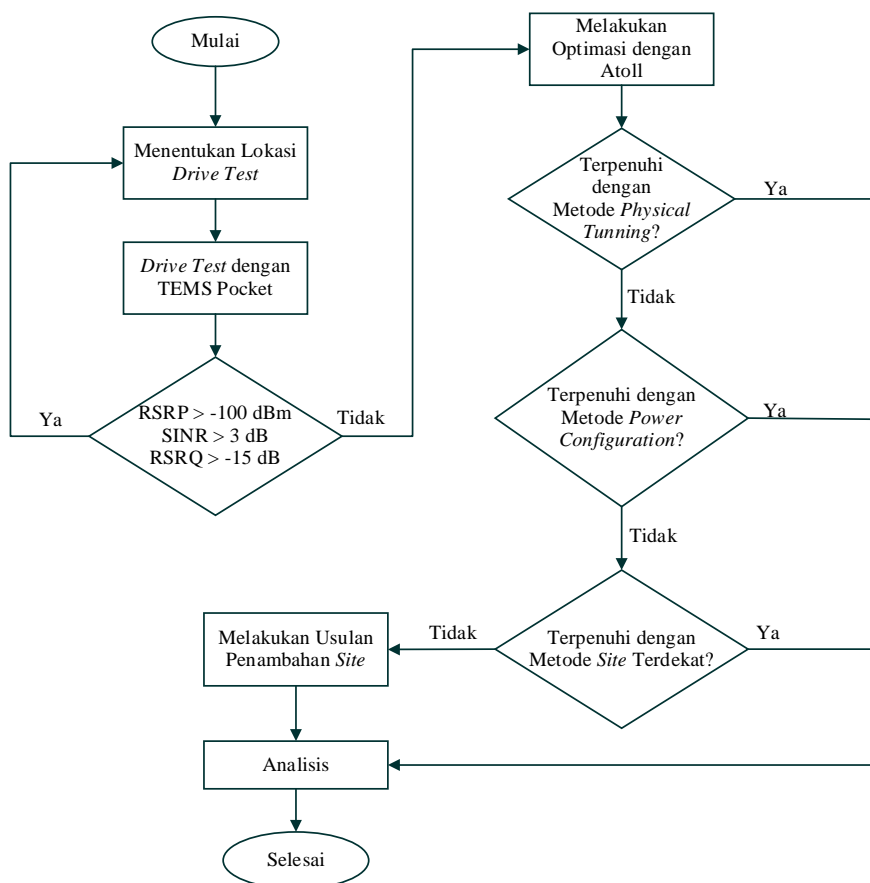 Mulai
Menentukan Lokasi
Drive Test
Drive Test dengan
TEMS Pocket
RSRP > -100 dBm
SINR > 3 dB
RSRQ > -15 dB
Ya
Tidak
Melakukan
Optimasi dengan
Atoll
Terpenuhi
dengan
Metode Physical
Tunning?
Ya
Tidak
Terpenuhi dengan
Metode Power
Configuration?
Ya
Tidak
Terpenuhi dengan
Metode Site Terdekat?
Ya
Tidak
Melakukan Usulan
Penambahan Site
Analisis
Selesai